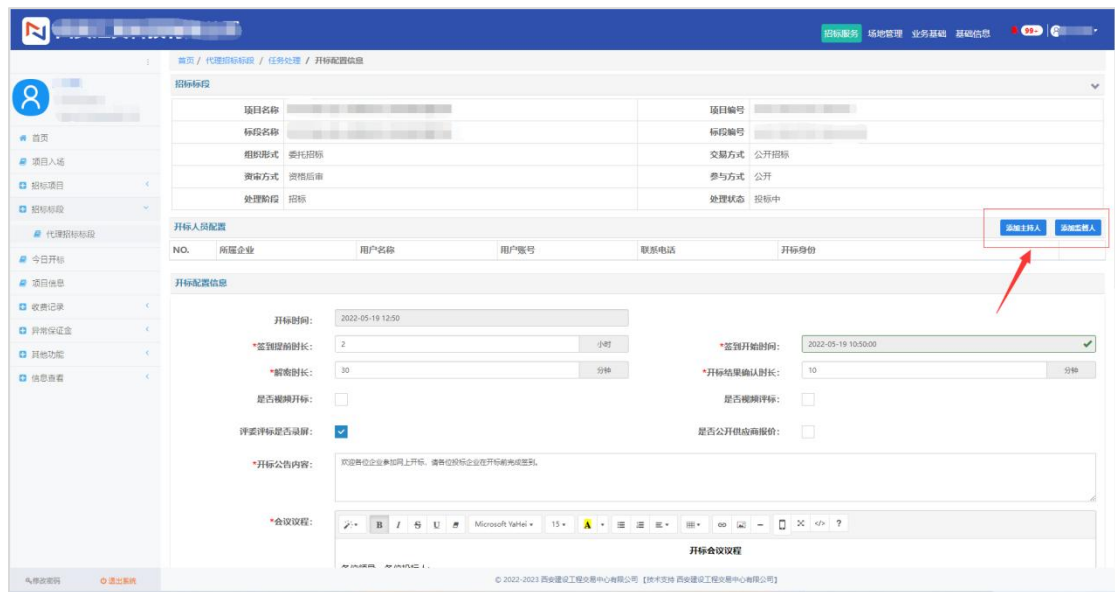 招标服务 场地管理 业务基础 基础信息 99+
首页 / 代理招标标段 / 任务处理 / 开标配置信息
招标标段
项目名称 项目编号
标段名称 标段编号
组织形式 委托招标 交易方式 公开招标
资审方式 资格后审 参与方式 公开
处理阶段 招标 处理状态 投标中
首页
项目入场
招标项目
招标标段
代理招标标段
今日开标
项目信息
收费记录
异常保证金
其他功能
信息查看
开标人员配置 添加主持人 添加监督人
NO. 所属企业 用户名称 用户账号 联系电话 开标身份
开标配置信息
开标时间: 2022-05-19 12:50
*签到提前时长: 2 小时 *签到开始时间: 2022-05-19 10:50:00
*解密时长: 30 分钟 *开标结果确认时长: 10 分钟
是否视频开标: 是否视频评标:
评委评标是否录屏: 是否公开供应商报价:
*开标公告内容: 欢迎各位企业参加网上开标，请各位投标企业在开标前完成签到。
*会议议程: B I S U Microsoft YaHei 15 A </> ?
开标会议议程
修改密码 退出系统
© 2022-2023 西安建设工程交易中心有限公司 【技术支持 西安建设工程交易中心有限公司】